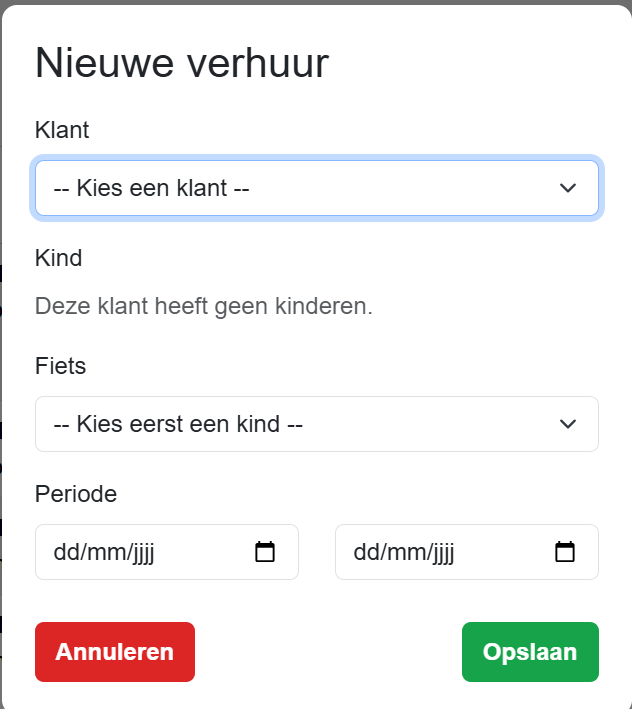 Nieuwe verhuur
Klant
-- Kies een klant --
Kind
Deze klant heeft geen kinderen.
Fiets
-- Kies eerst een kind --
Periode
dd/mm/jjjj dd/mm/jjjj
Annuleren Opslaan